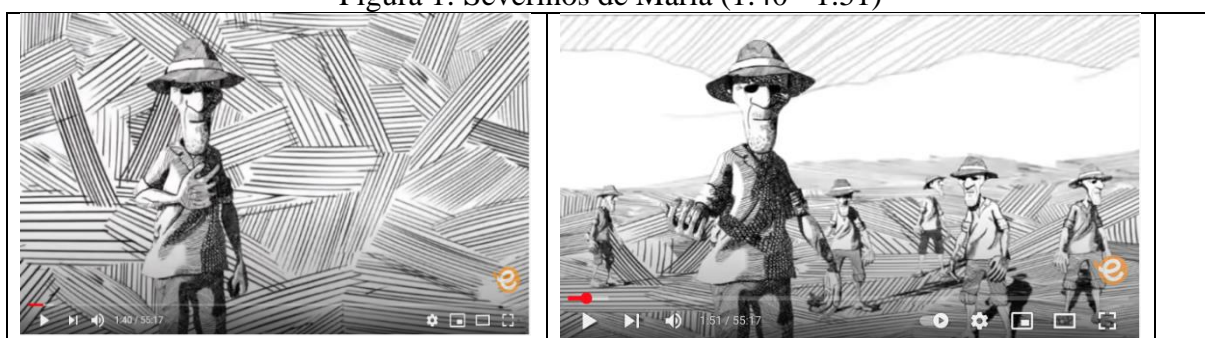 Figura 1: Severinos de Maria (1:40 - 1:51)
1:40 / 55:17
1:51 / 55:17
e
e